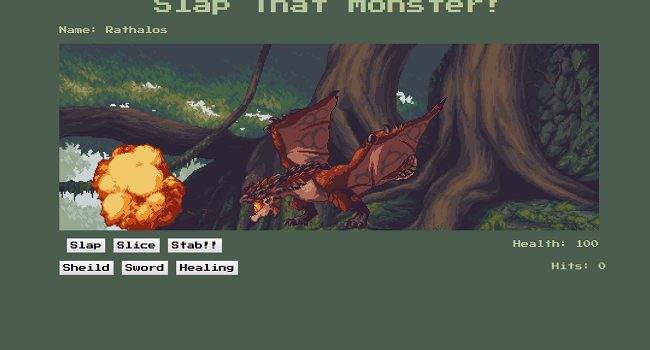 Slap That Monster!
Name: Rathalos
Slap Slice Stab!!
Health: 100
Sheild Sword Healing
Hits: 0